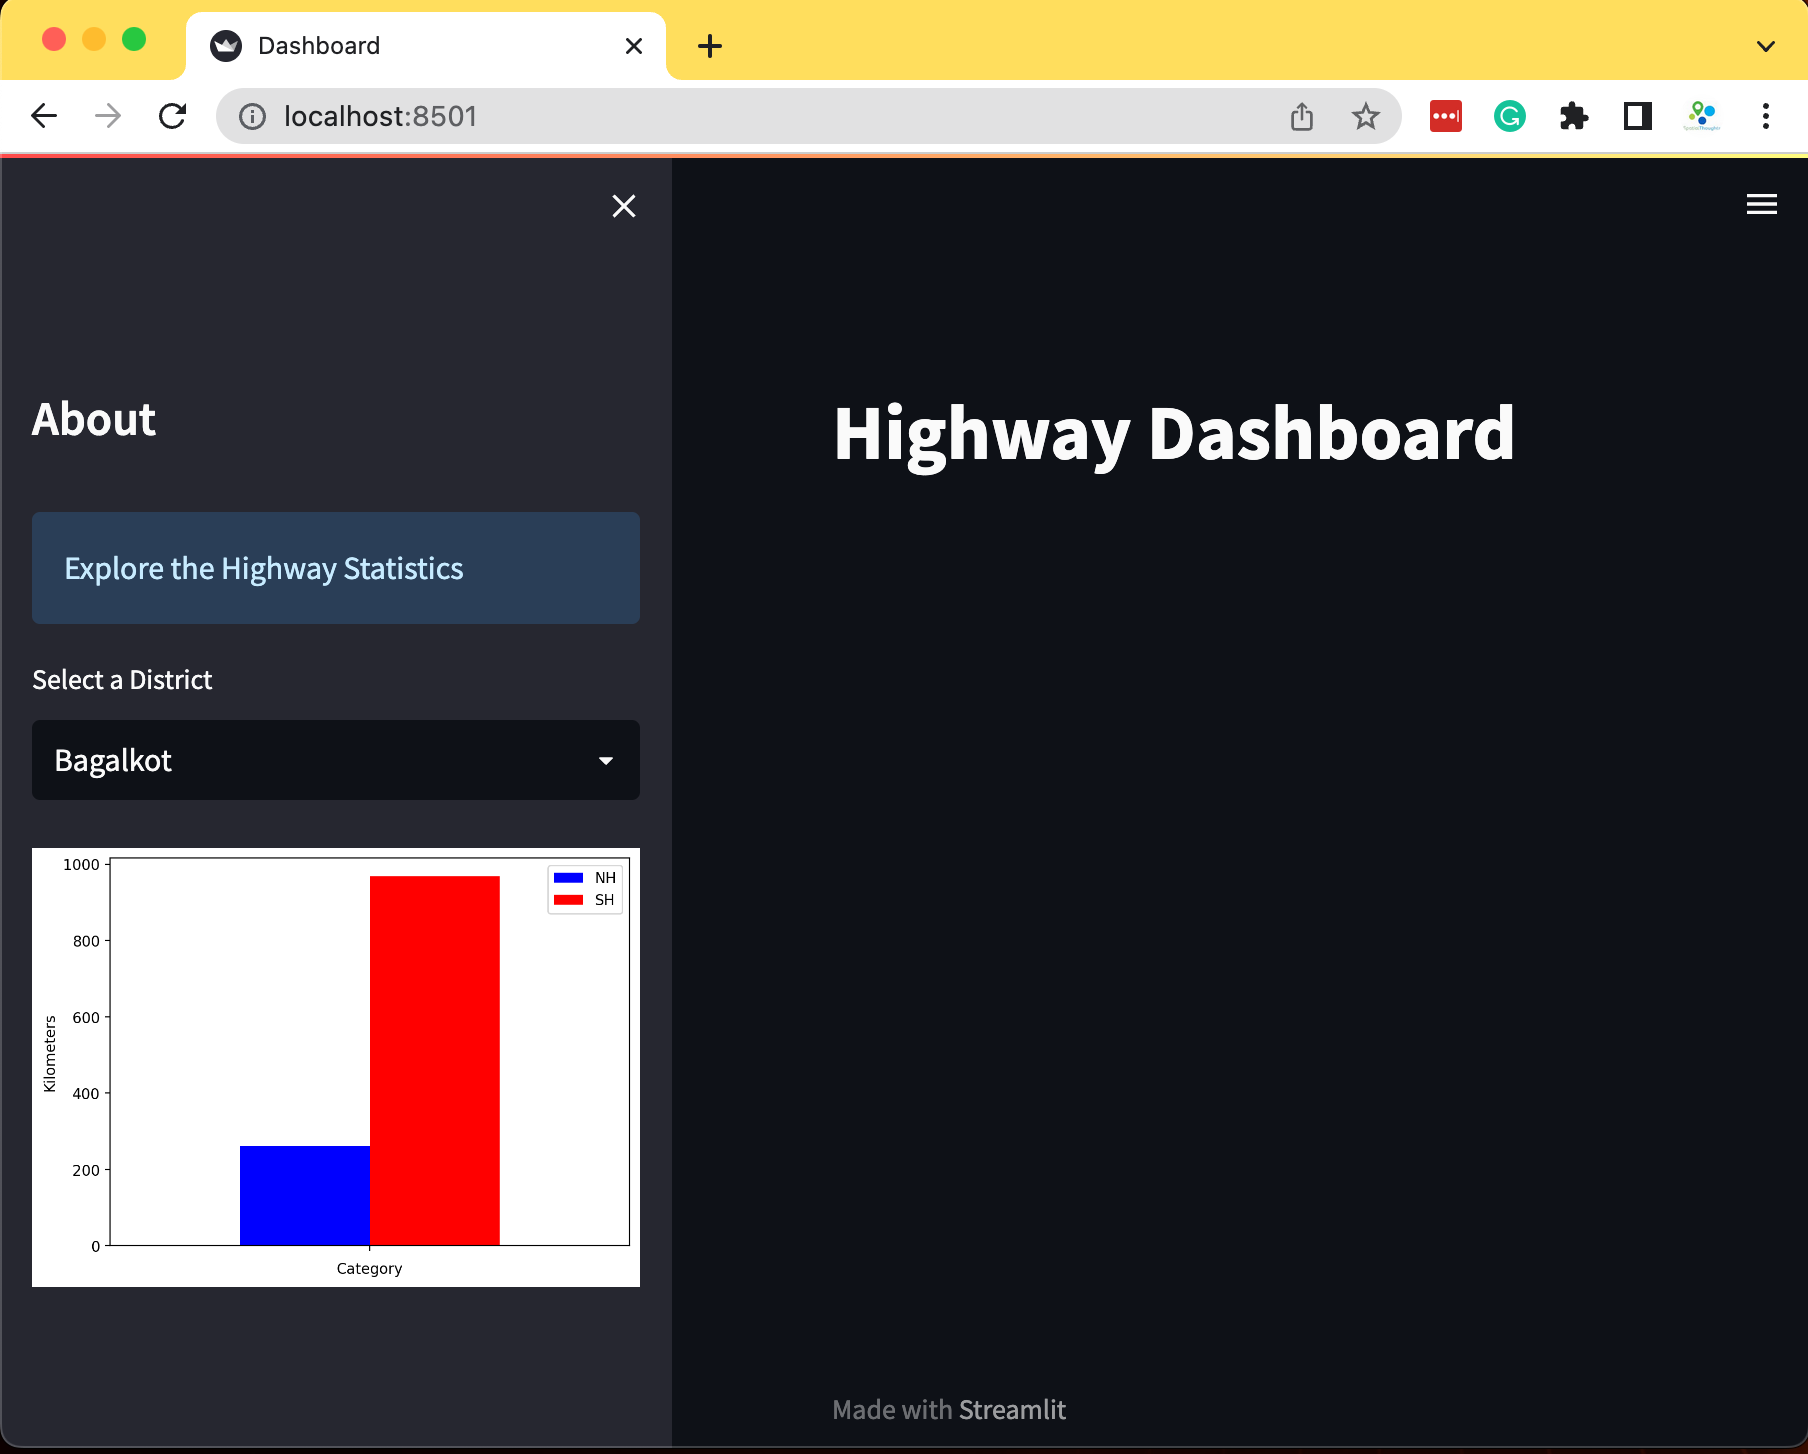 Dashboard
localhost:8501
About
Explore the Highway Statistics
Select a District
Bagalkot
1000
800
600
400
200
0
Kilometers
NH
SH
Category
Highway Dashboard
Made with Streamlit